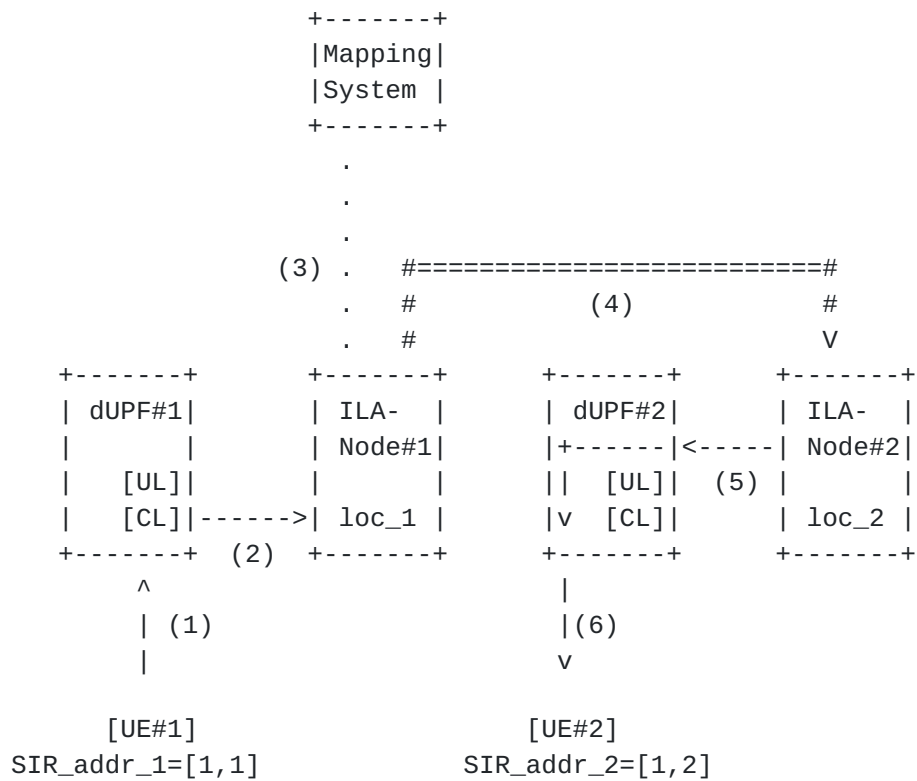 +-------+
|Mapping|
|System |
+-------+
.
.
.
(3) .   #==========================#
.   #           (4)            #
.   #                          V
+-------+       +-------+      +-------+      +-------+
| dUPF#1|       | ILA-  |      | dUPF#2|      | ILA-  |
|       |       | Node#1|      |+------|<-----| Node#2|
|   [UL]|       |       |      ||  [UL]|  (5) |       |
|   [CL]|------>| loc_1 |      |v  [CL]|      | loc_2 |
+-------+  (2)  +-------+      +-------+      +-------+
^                           |
| (1)                       |(6)
|                           v
[UE#1]                     [UE#2]
SIR_addr_1=[1,1]             SIR_addr_2=[1,2]